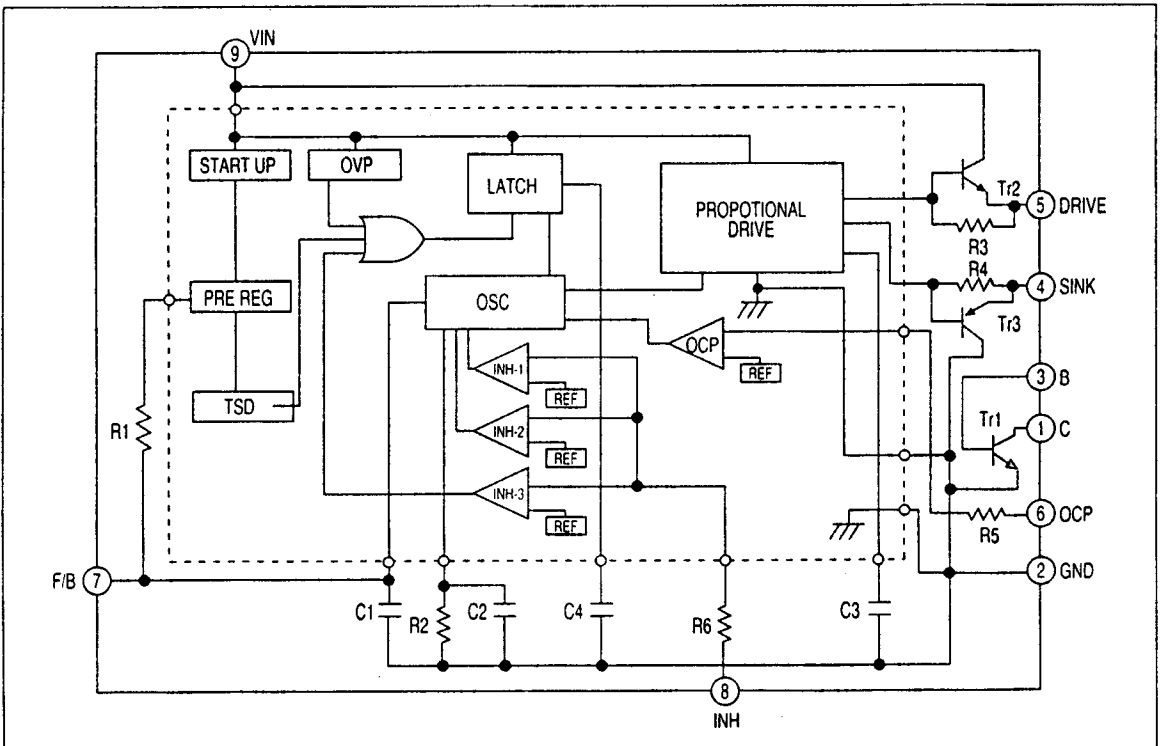 9 VIN
START UP
OVP
LATCH
PROPOTIONAL
DRIVE
Tr2
5 DRIVE
R3
R4
4 SINK
Tr3
PRE REG
OSC
OCP
REF
INH-1
REF
3 B
TSD
R1
INH-2
REF
Tr1
1 C
INH-3
REF
6 OCP
R5
F/B 7
2 GND
C1
R2
C2
C4
R6
C3
8
INH